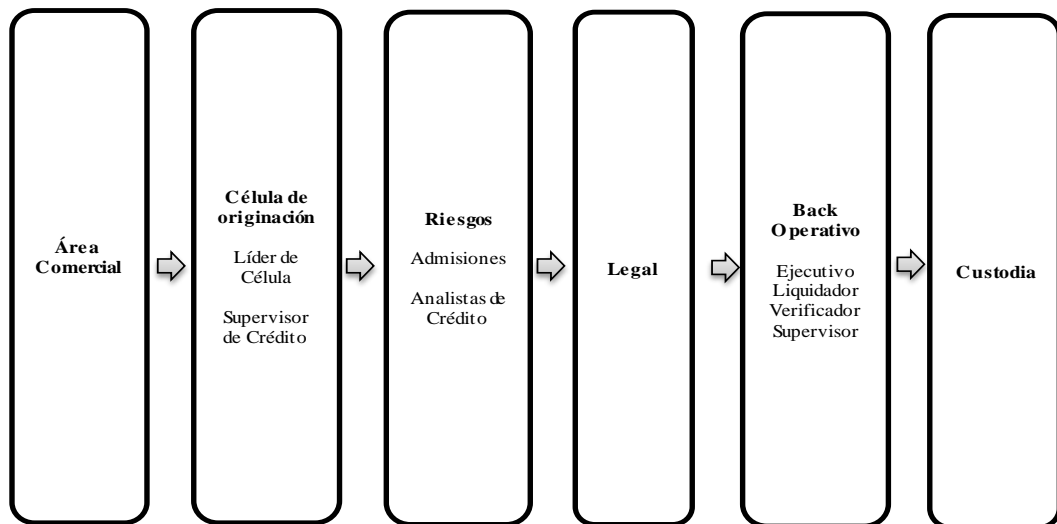 Área
Comercial
Célula de
originación
Líder de
Célula
Supervisor
de Crédito
Riesgos
Admisiones
Analistas de
Crédito
Legal
Back
Operativo
Ejecutivo
Liquidador
Verificador
Supervisor
Custodia